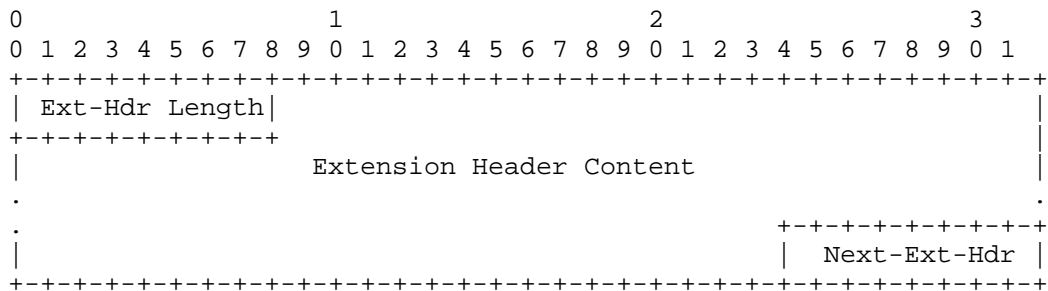 0                   1                   2                   3
0 1 2 3 4 5 6 7 8 9 0 1 2 3 4 5 6 7 8 9 0 1 2 3 4 5 6 7 8 9 0 1
+-+-+-+-+-+-+-+-+-+-+-+-+-+-+-+-+-+-+-+-+-+-+-+-+-+-+-+-+-+-+-+-+
| Ext-Hdr Length|                                               |
+-+-+-+-+-+-+-+-+                                               |
|                  Extension Header Content                     |
.                                                               .
.                                               +-+-+-+-+-+-+-+-+
|                                               |  Next-Ext-Hdr |
+-+-+-+-+-+-+-+-+-+-+-+-+-+-+-+-+-+-+-+-+-+-+-+-+-+-+-+-+-+-+-+-+